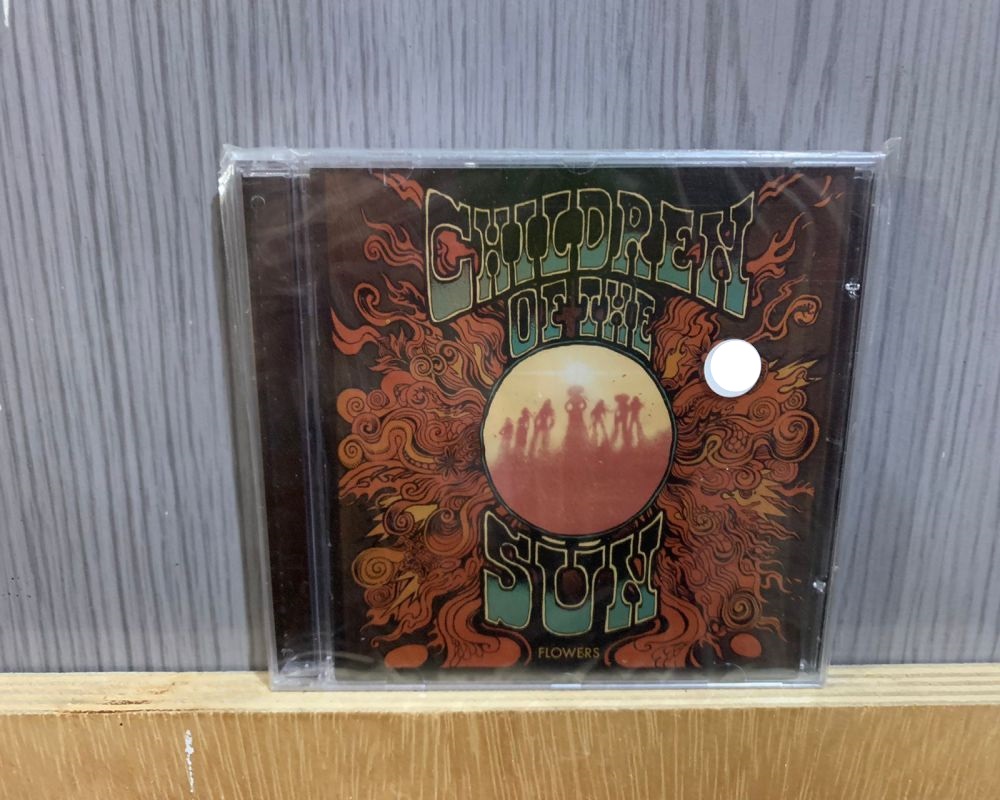 CHILDREN
OF THE
SUN
FLOWERS